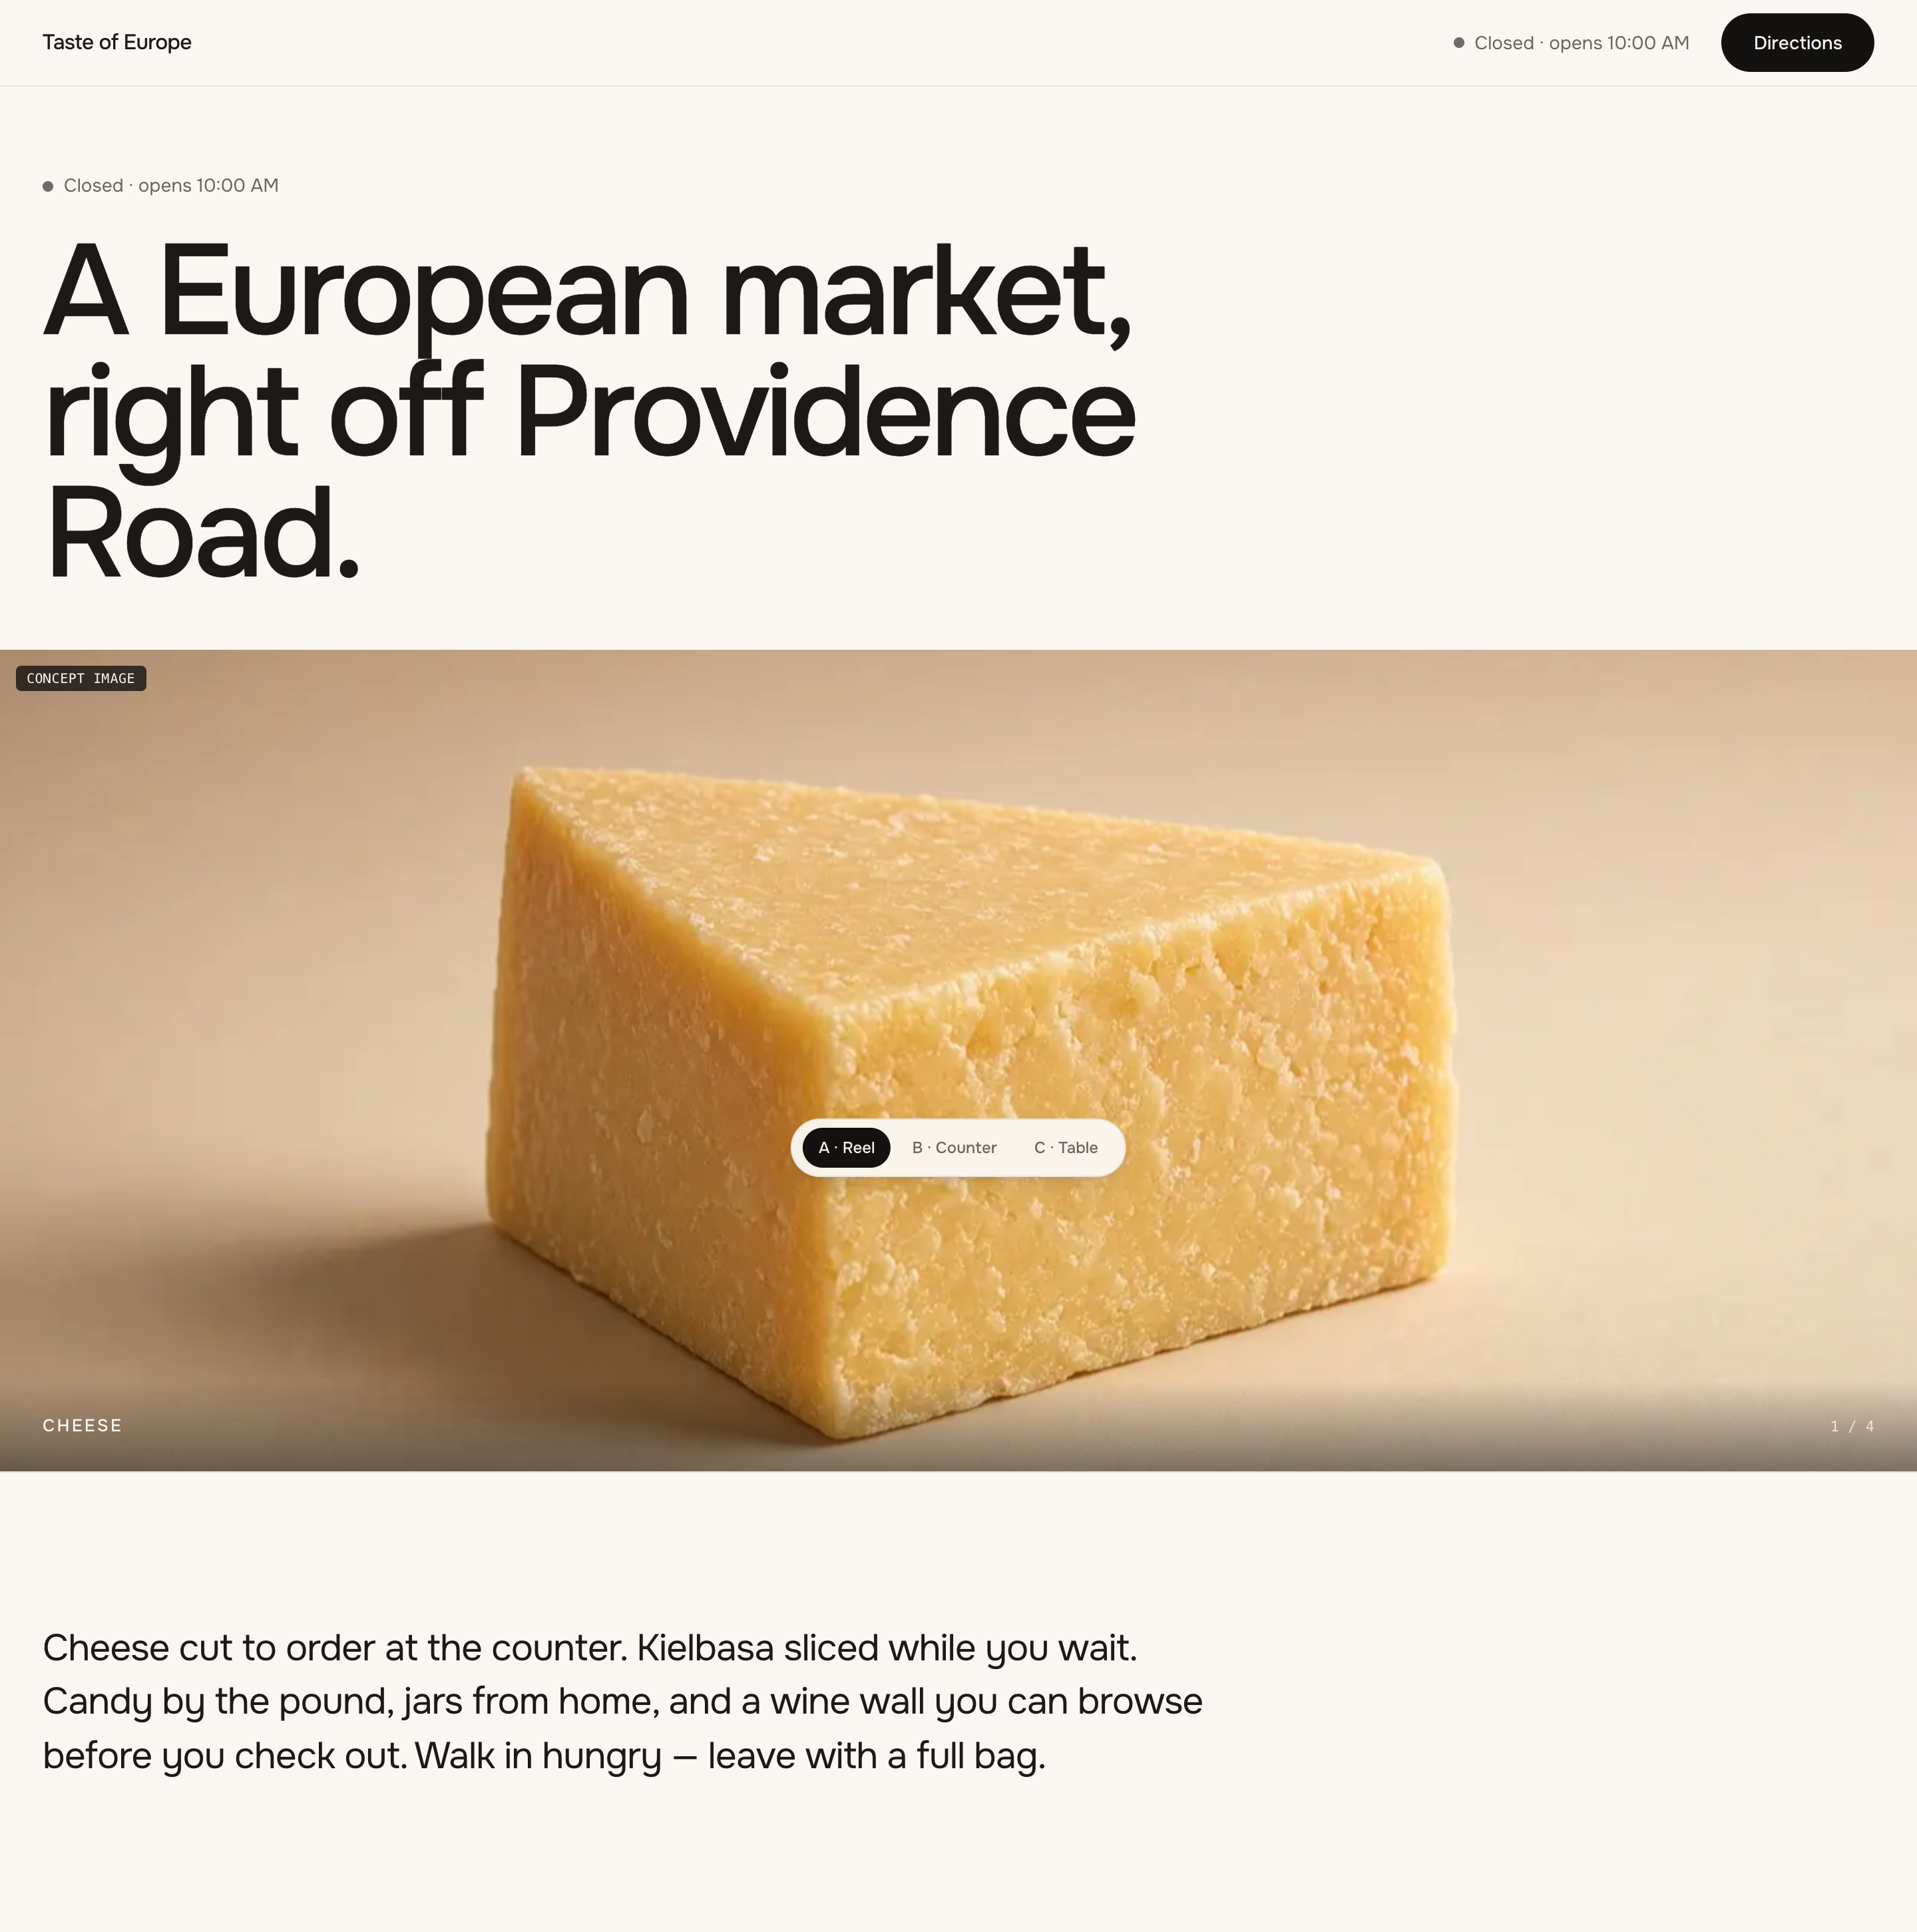 Taste of Europe
Closed · opens 10:00 AM
Directions
Closed · opens 10:00 AM
A European market,
right off Providence
Road.
CONCEPT IMAGE
A · Reel
B · Counter
C · Table
CHEESE
1 / 4
Cheese cut to order at the counter. Kielbasa sliced while you wait.
Candy by the pound, jars from home, and a wine wall you can browse
before you check out. Walk in hungry — leave with a full bag.